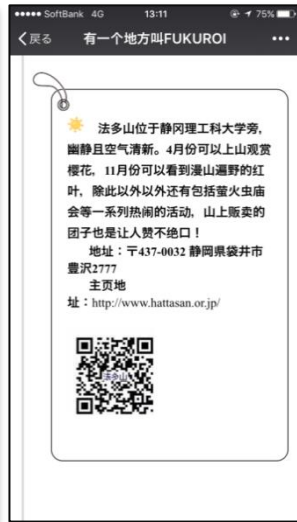 ●●●●● SoftBank 4G 13:11 75%
戻る 有一个地方叫FUKUROI •••
法多山位于静冈理工科大学旁,
幽静且空气清新。4月份可以上山观赏
樱花，11月份可以看到漫山遍野的红
叶，除此以外以外还有包括萤火虫庙
会等一系列热闹的活动，山上贩卖的
团子也是让人赞不绝口！
地址：〒437-0032 静岡県袋井市
豊沢2777
主页地
址：http://www.hattasan.or.jp/
法多山